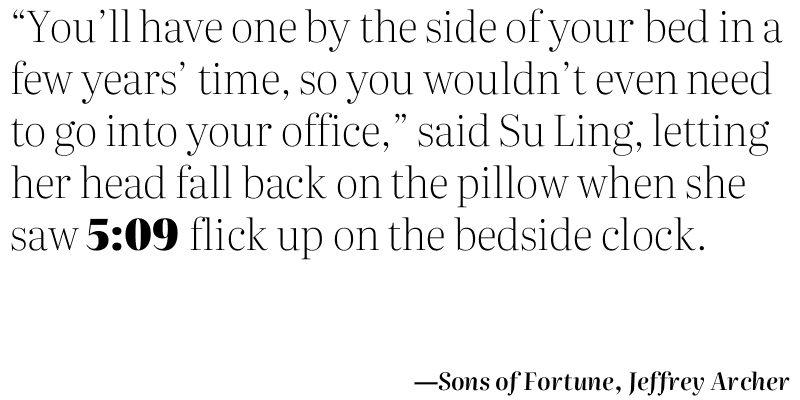 “You’ll have one by the side of your bed in a
few years’ time, so you wouldn’t even need
to go into your office,” said Su Ling, letting
her head fall back on the pillow when she
saw 5:09 flick up on the bedside clock.
—Sons of Fortune, Jeffrey Archer